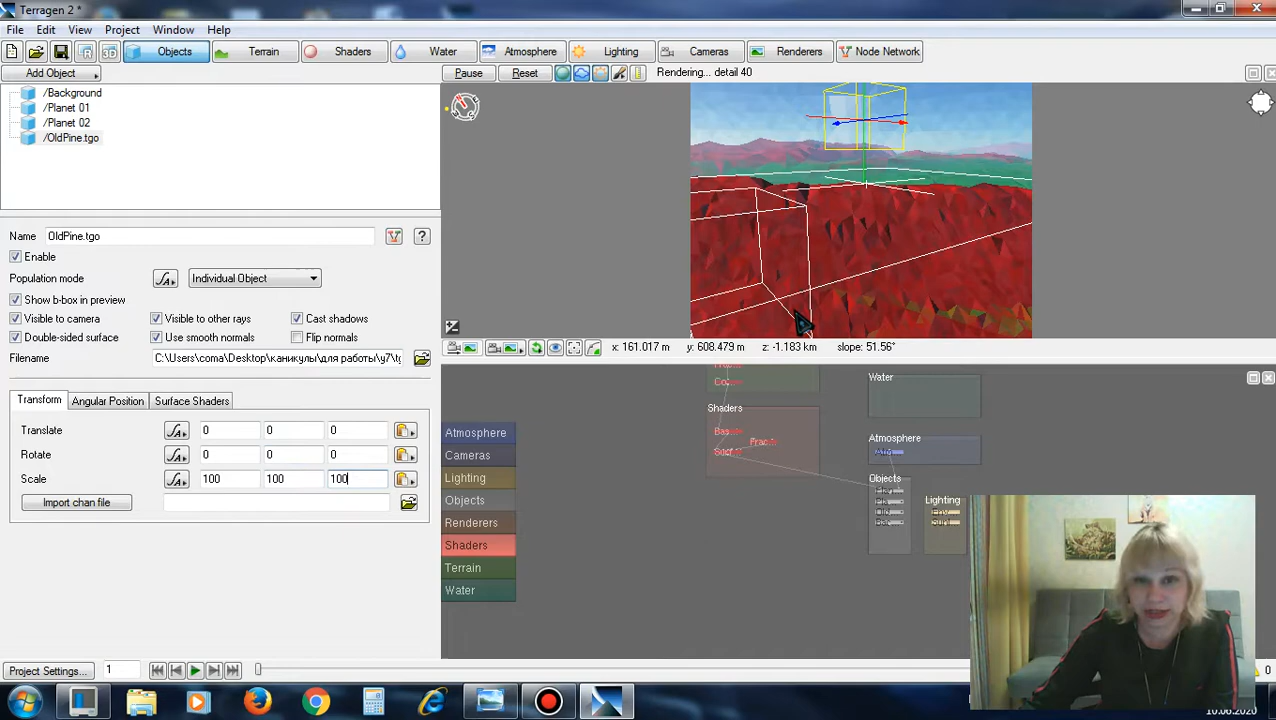 Terragen 2 *
File Edit View Project Window Help
Objects Terrain Shaders Water Atmosphere Lighting Cameras Renderers Node Network
Add Object
Pause Reset Rendering... detail 40
/Background
/Planet 01
/Planet 02
/OldPine.tgo
Name OldPine.tgo ?
Enable
Population mode Individual Object
Show b-box in preview
Visible to camera Visible to other rays Cast shadows
Double-sided surface Use smooth normals Flip normals
Filename C:\Users\coma\Desktop\каникулы\для работы\у7\tg
x: 161.017 m y: 608.479 m z: -1.183 km slope: 51.56°
Transform Angular Position Surface Shaders
Translate 0 0 0
Rotate 0 0 0
Scale 100 100 100
Import chan file
Atmosphere
Cameras
Lighting
Objects
Renderers
Shaders
Terrain
Water
Shaders
Water
Atmosphere
Objects
Lighting
Project Settings... 1
0
10.06.2020